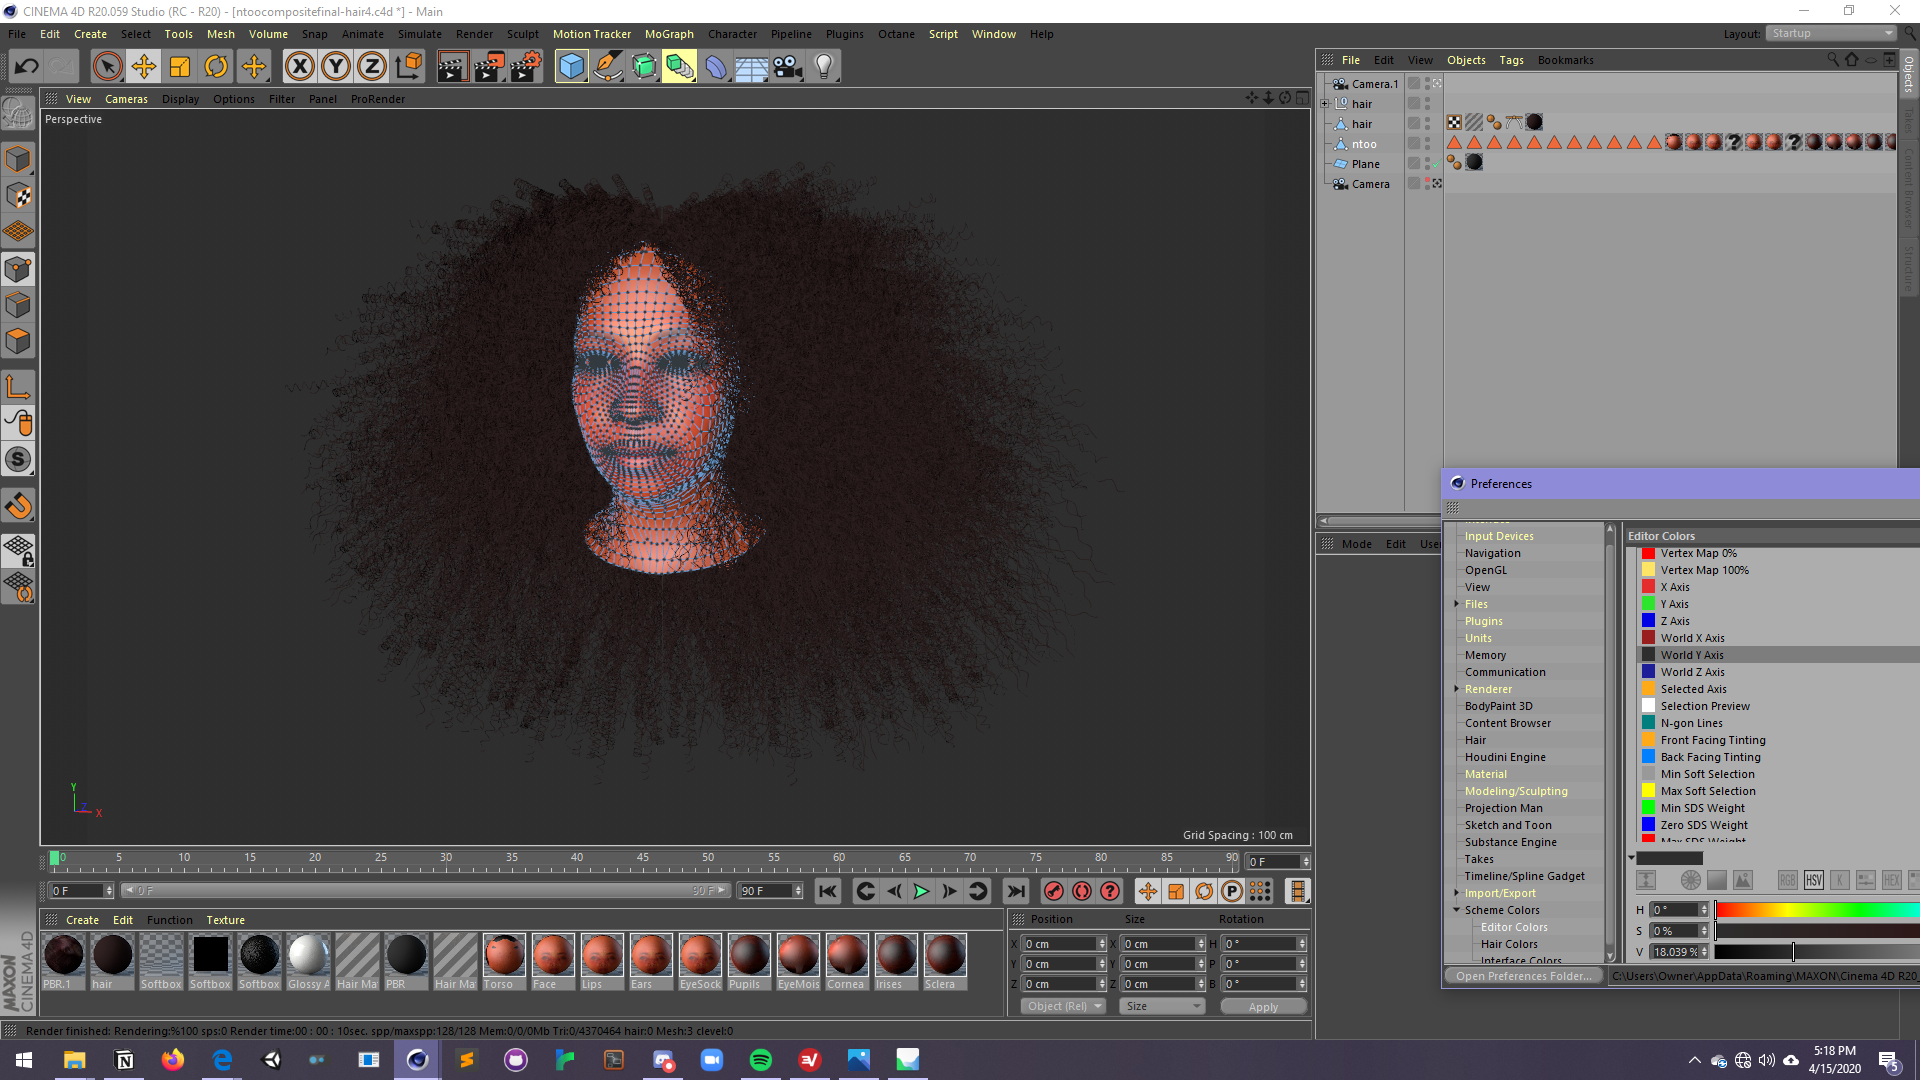 CINEMA 4D R20.059 Studio (RC - R20) - [ntoocompositefinal-hair4.c4d *] - Main
File Edit Create Select Tools Mesh Volume Snap Animate Simulate Render Sculpt Motion Tracker MoGraph Character Pipeline Plugins Octane Script Window Help
Layout: Startup
View Cameras Display Options Filter Panel ProRender
Perspective
Y
Z X
Grid Spacing : 100 cm
File Edit View Objects Tags Bookmarks
Camera.1
hair
hair
ntoo
Plane
Camera
Objects
Takes
Content Browser
Structure
Mode Edit User
Preferences
Input Devices
Navigation
OpenGL
View
Files
Plugins
Units
Memory
Communication
Renderer
BodyPaint 3D
Content Browser
Hair
Houdini Engine
Material
Modeling/Sculpting
Projection Man
Sketch and Toon
Substance Engine
Takes
Timeline/Spline Gadget
Import/Export
Scheme Colors
Editor Colors
Hair Colors
Interface Colors
Open Preferences Folder...
Editor Colors
Vertex Map 0%
Vertex Map 100%
X Axis
Y Axis
Z Axis
World X Axis
World Y Axis
World Z Axis
Selected Axis
Selection Preview
N-gon Lines
Front Facing Tinting
Back Facing Tinting
Min Soft Selection
Max Soft Selection
Min SDS Weight
Zero SDS Weight
Max SDS Weight
RGB HSV K HEX
H 0 °
S 0 %
V 18.039 %
C:\Users\Owner\AppData\Roaming\MAXON\Cinema 4D R20_
0 5 10 15 20 25 30 35 40 45 50 55 60 65 70 75 80 85 90 0 F
0 F 0 F 90 F 90 F
Create Edit Function Texture
PBR.1 hair Softbox Softbox Softbox Glossy A Hair Ma PBR Hair Ma Torso Face Lips Ears EyeSock Pupils EyeMois Cornea Irises Sclera
Position Size Rotation
X 0 cm X 0 cm H 0 °
Y 0 cm Y 0 cm P 0 °
Z 0 cm Z 0 cm B 0 °
Object (Rel) Size Apply
MAXON CINEMA 4D
Render finished: Rendering:%100 sps:0 Render time:00 : 00 : 10sec. spp/maxspp:128/128 Mem:0/0/0Mb Tri:0/4370464 hair:0 Mesh:3 clevel:0
5:18 PM
4/15/2020
5